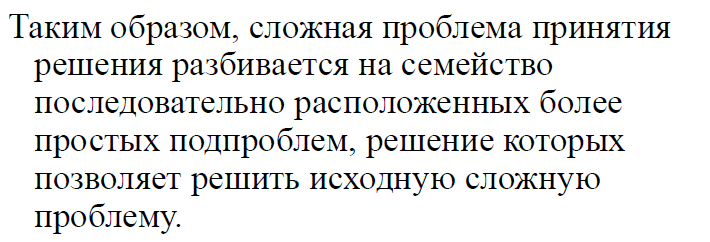 Таким образом, сложная проблема принятия
решения разбивается на семейство
последовательно расположенных более
простых подпроблем, решение которых
позволяет решить исходную сложную
проблему.